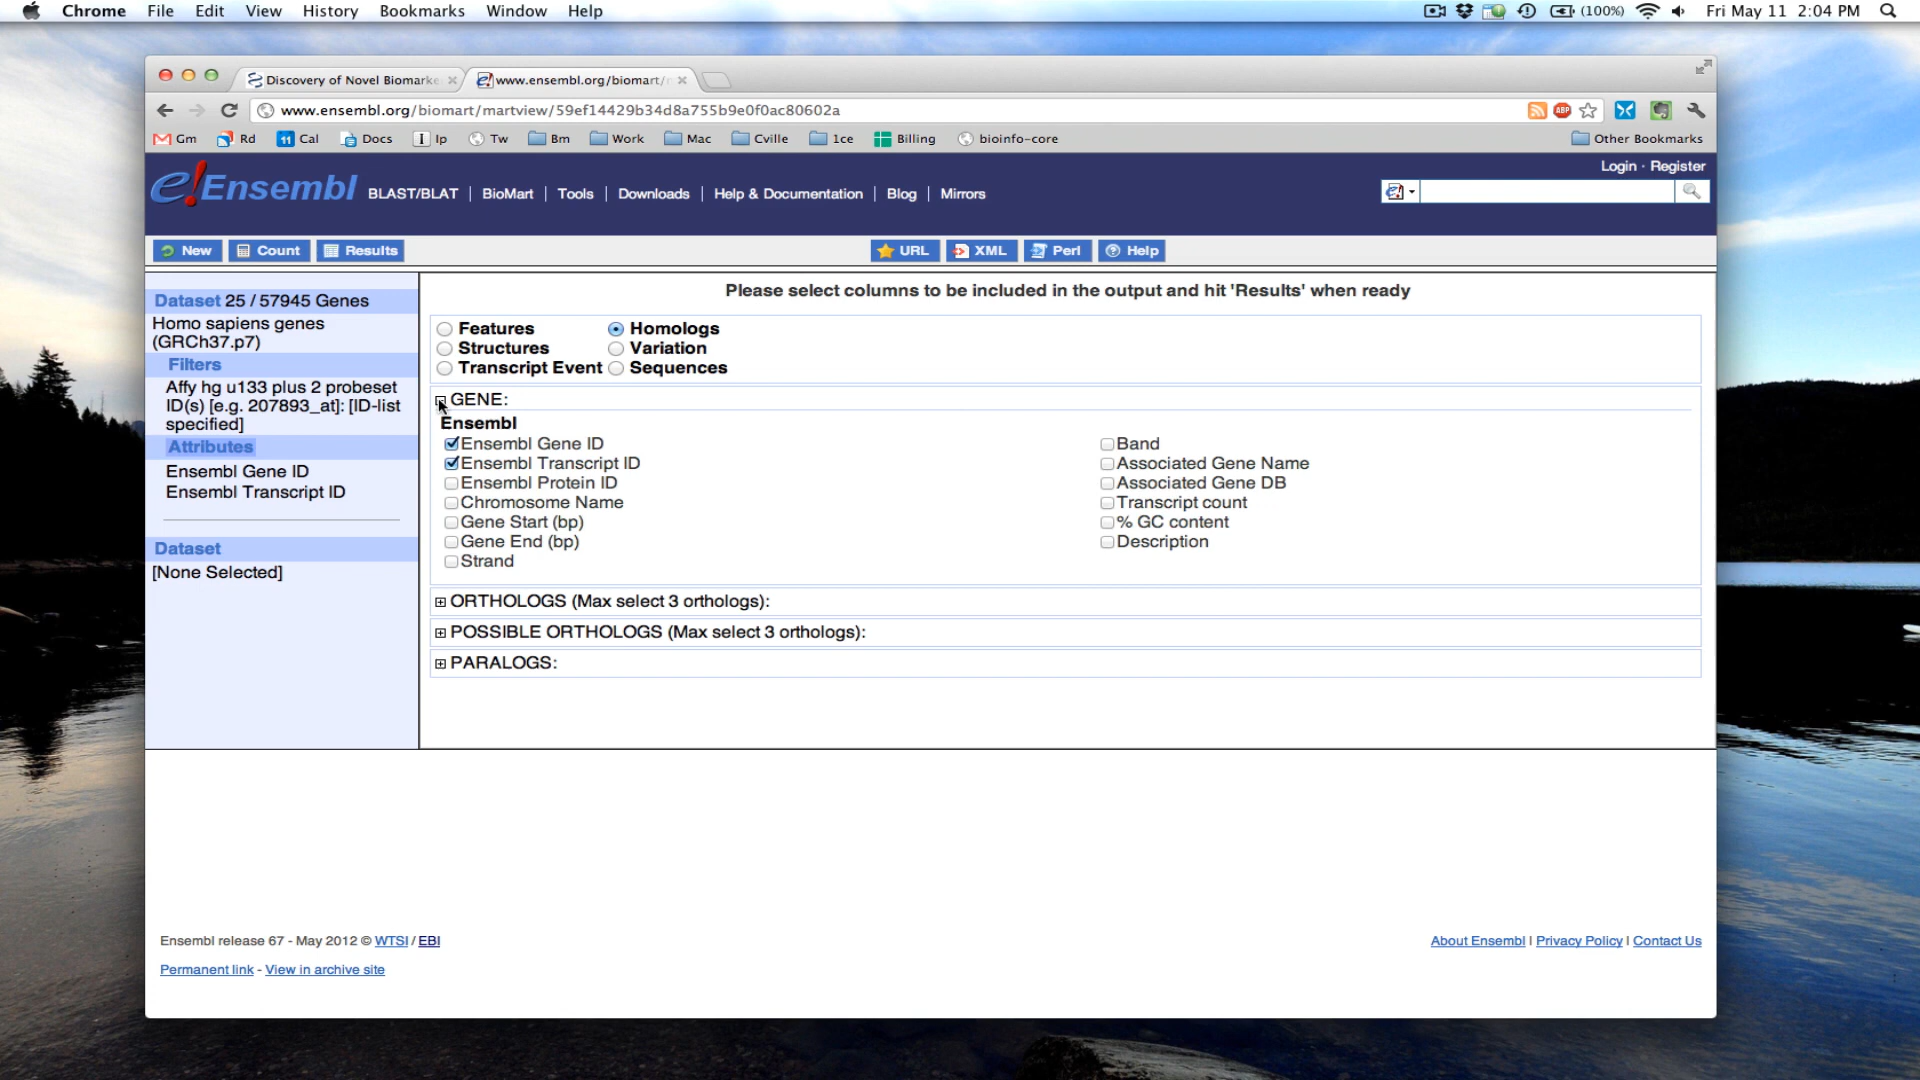 Chrome File Edit View History Bookmarks Window Help (100%) Fri May 11 2:04 PM
Discovery of Novel Biomarke www.ensembl.org/biomart/
www.ensembl.org/biomart/martview/59ef14429b34d8a755b9e0f0ac80602a ABP
Gm Rd 11 Cal Docs Ip Tw Bm Work Mac Cville 1ce Billing bioinfo-core Other Bookmarks
Login · Register
e!Ensembl BLAST/BLAT | BioMart | Tools | Downloads | Help & Documentation | Blog | Mirrors
New Count Results URL XML Perl Help
Dataset 25 / 57945 Genes
Homo sapiens genes
(GRCh37.p7)
Filters
Affy hg u133 plus 2 probeset
ID(s) [e.g. 207893_at]: [ID-list
specified]
Attributes
Ensembl Gene ID
Ensembl Transcript ID
Dataset
[None Selected]
Please select columns to be included in the output and hit 'Results' when ready
Features Homologs
Structures Variation
Transcript Event Sequences
GENE:
Ensembl
Ensembl Gene ID Band
Ensembl Transcript ID Associated Gene Name
Ensembl Protein ID Associated Gene DB
Chromosome Name Transcript count
Gene Start (bp) % GC content
Gene End (bp) Description
Strand
ORTHOLOGS (Max select 3 orthologs):
POSSIBLE ORTHOLOGS (Max select 3 orthologs):
PARALOGS:
Ensembl release 67 - May 2012 © WTSI / EBI About Ensembl | Privacy Policy | Contact Us
Permanent link - View in archive site